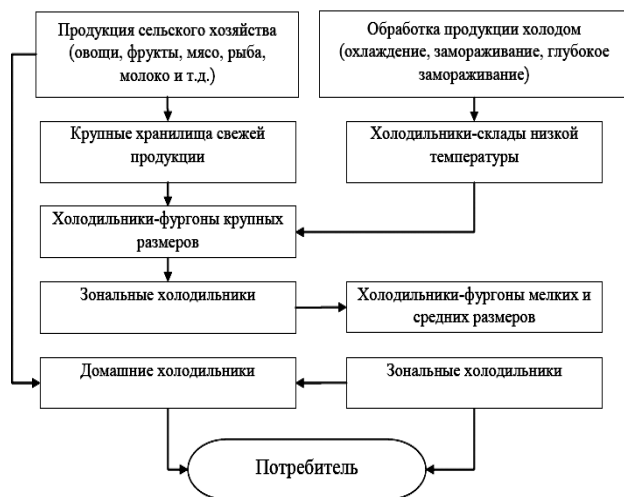 Продукция сельского хозяйства
(овощи, фрукты, мясо, рыба,
молоко и т.д.)
Обработка продукции холодом
(охлаждение, замораживание, глубокое
замораживание)
Крупные хранилища свежей
продукции
Холодильники-склады низкой
температуры
Холодильники-фургоны крупных
размеров
Зональные холодильники
Холодильники-фургоны мелких и
средних размеров
Домашние холодильники
Зональные холодильники
Потребитель